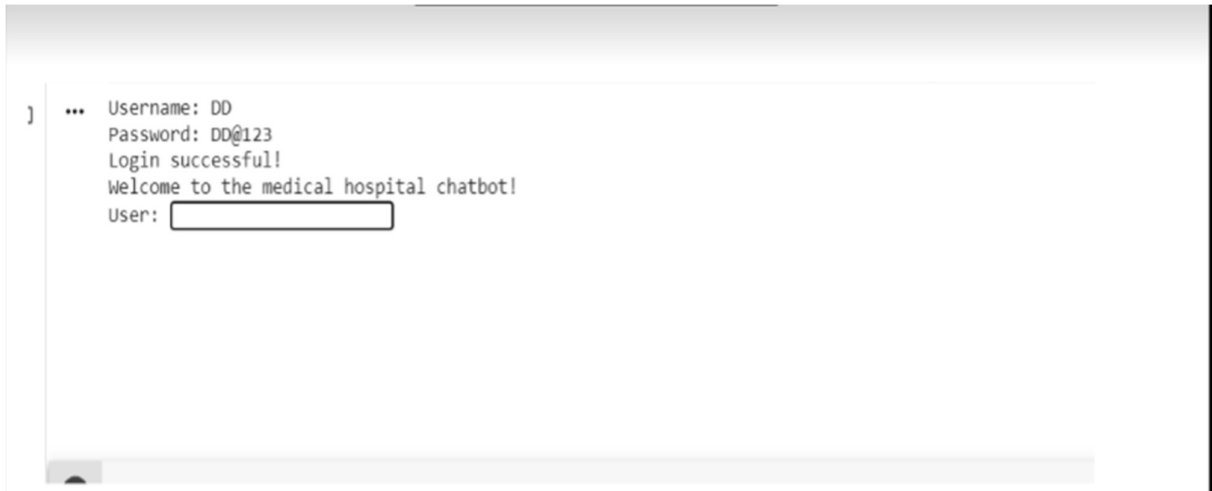 Username: DD
Password: DD@123
Login successful!
Welcome to the medical hospital chatbot!
User: